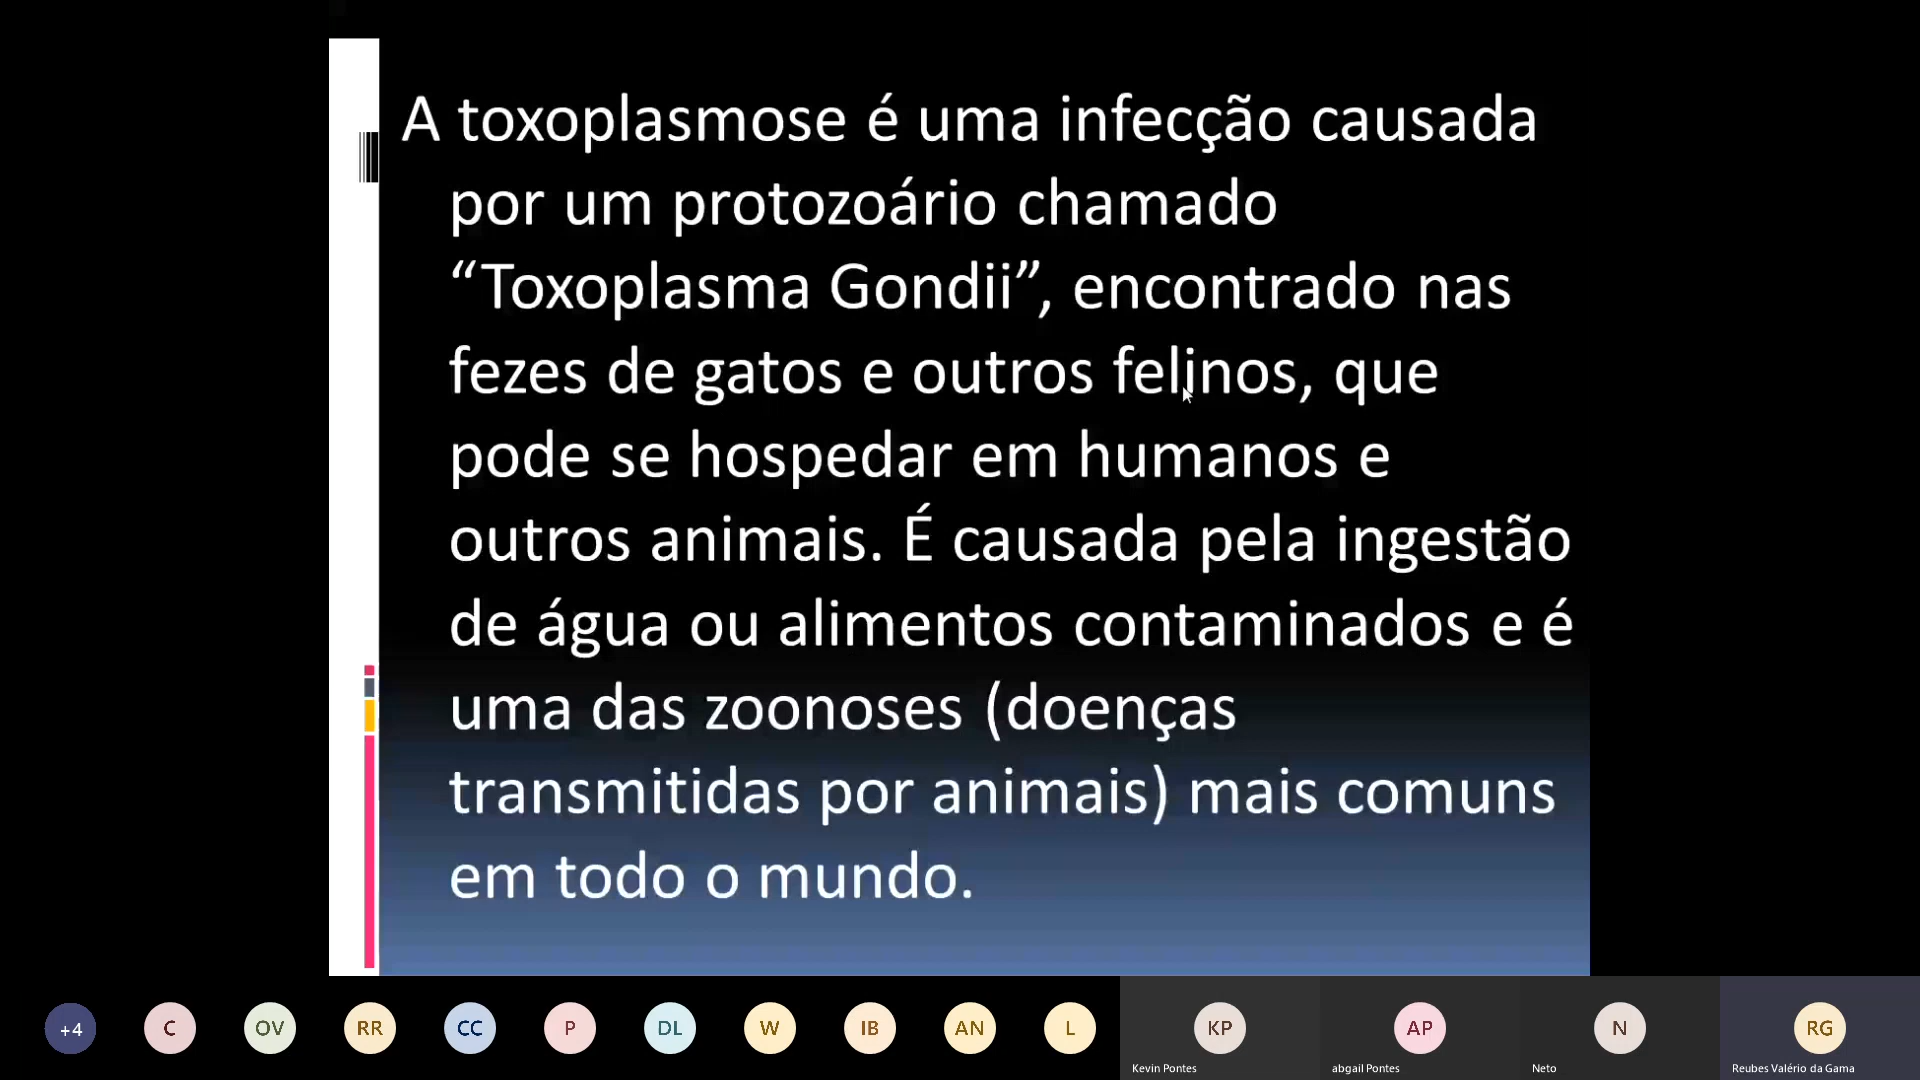 A toxoplasmose é uma infecção causada
por um protozoário chamado
“Toxoplasma Gondii”, encontrado nas
fezes de gatos e outros felinos, que
pode se hospedar em humanos e
outros animais. É causada pela ingestão
de água ou alimentos contaminados e é
uma das zoonoses (doenças
transmitidas por animais) mais comuns
em todo o mundo.
+4 C OV RR CC P DL W IB AN L KP AP N RG
Kevin Pontes abgail Pontes Neto Reubes Valério da Gama